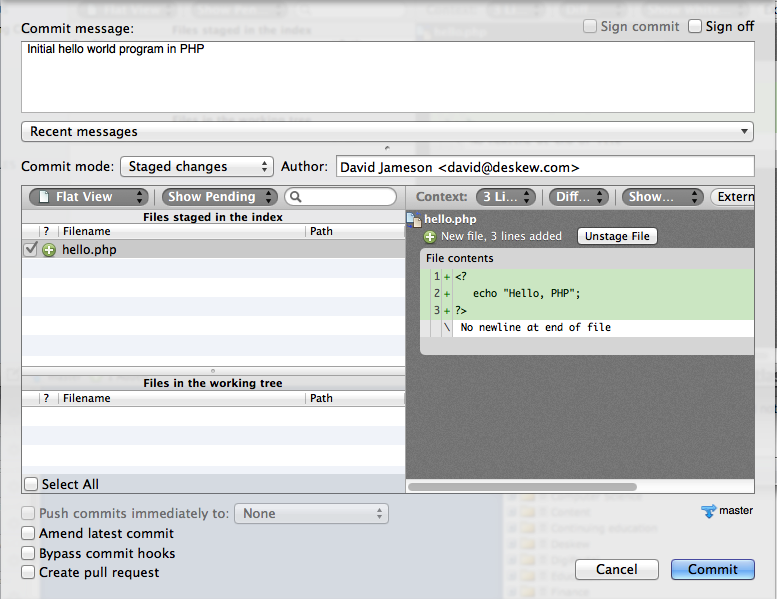 Commit message:
Sign commit
Sign off
Initial hello world program in PHP
Recent messages
Commit mode: Staged changes Author: David Jameson <david@deskew.com>
Flat View Show Pending
Context: 3 Li... Diff... Show... Extern
Files staged in the index
? Filename Path
hello.php
hello.php
New file, 3 lines added Unstage File
File contents
1 + <?
2 + echo "Hello, PHP";
3 + ?>
\ No newline at end of file
Files in the working tree
? Filename Path
Select All
Push commits immediately to: None
master
Amend latest commit
Bypass commit hooks
Create pull request
Cancel Commit